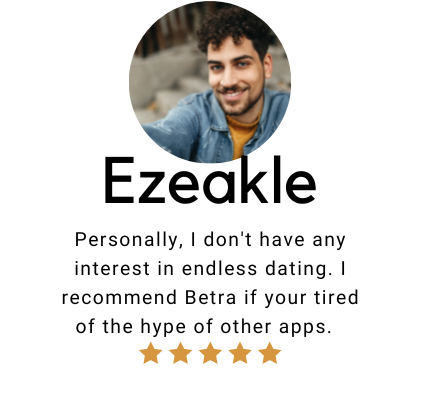 Ezeakle
Personally, I don't have any
interest in endless dating. I
recommend Betra if your tired
of the hype of other apps.